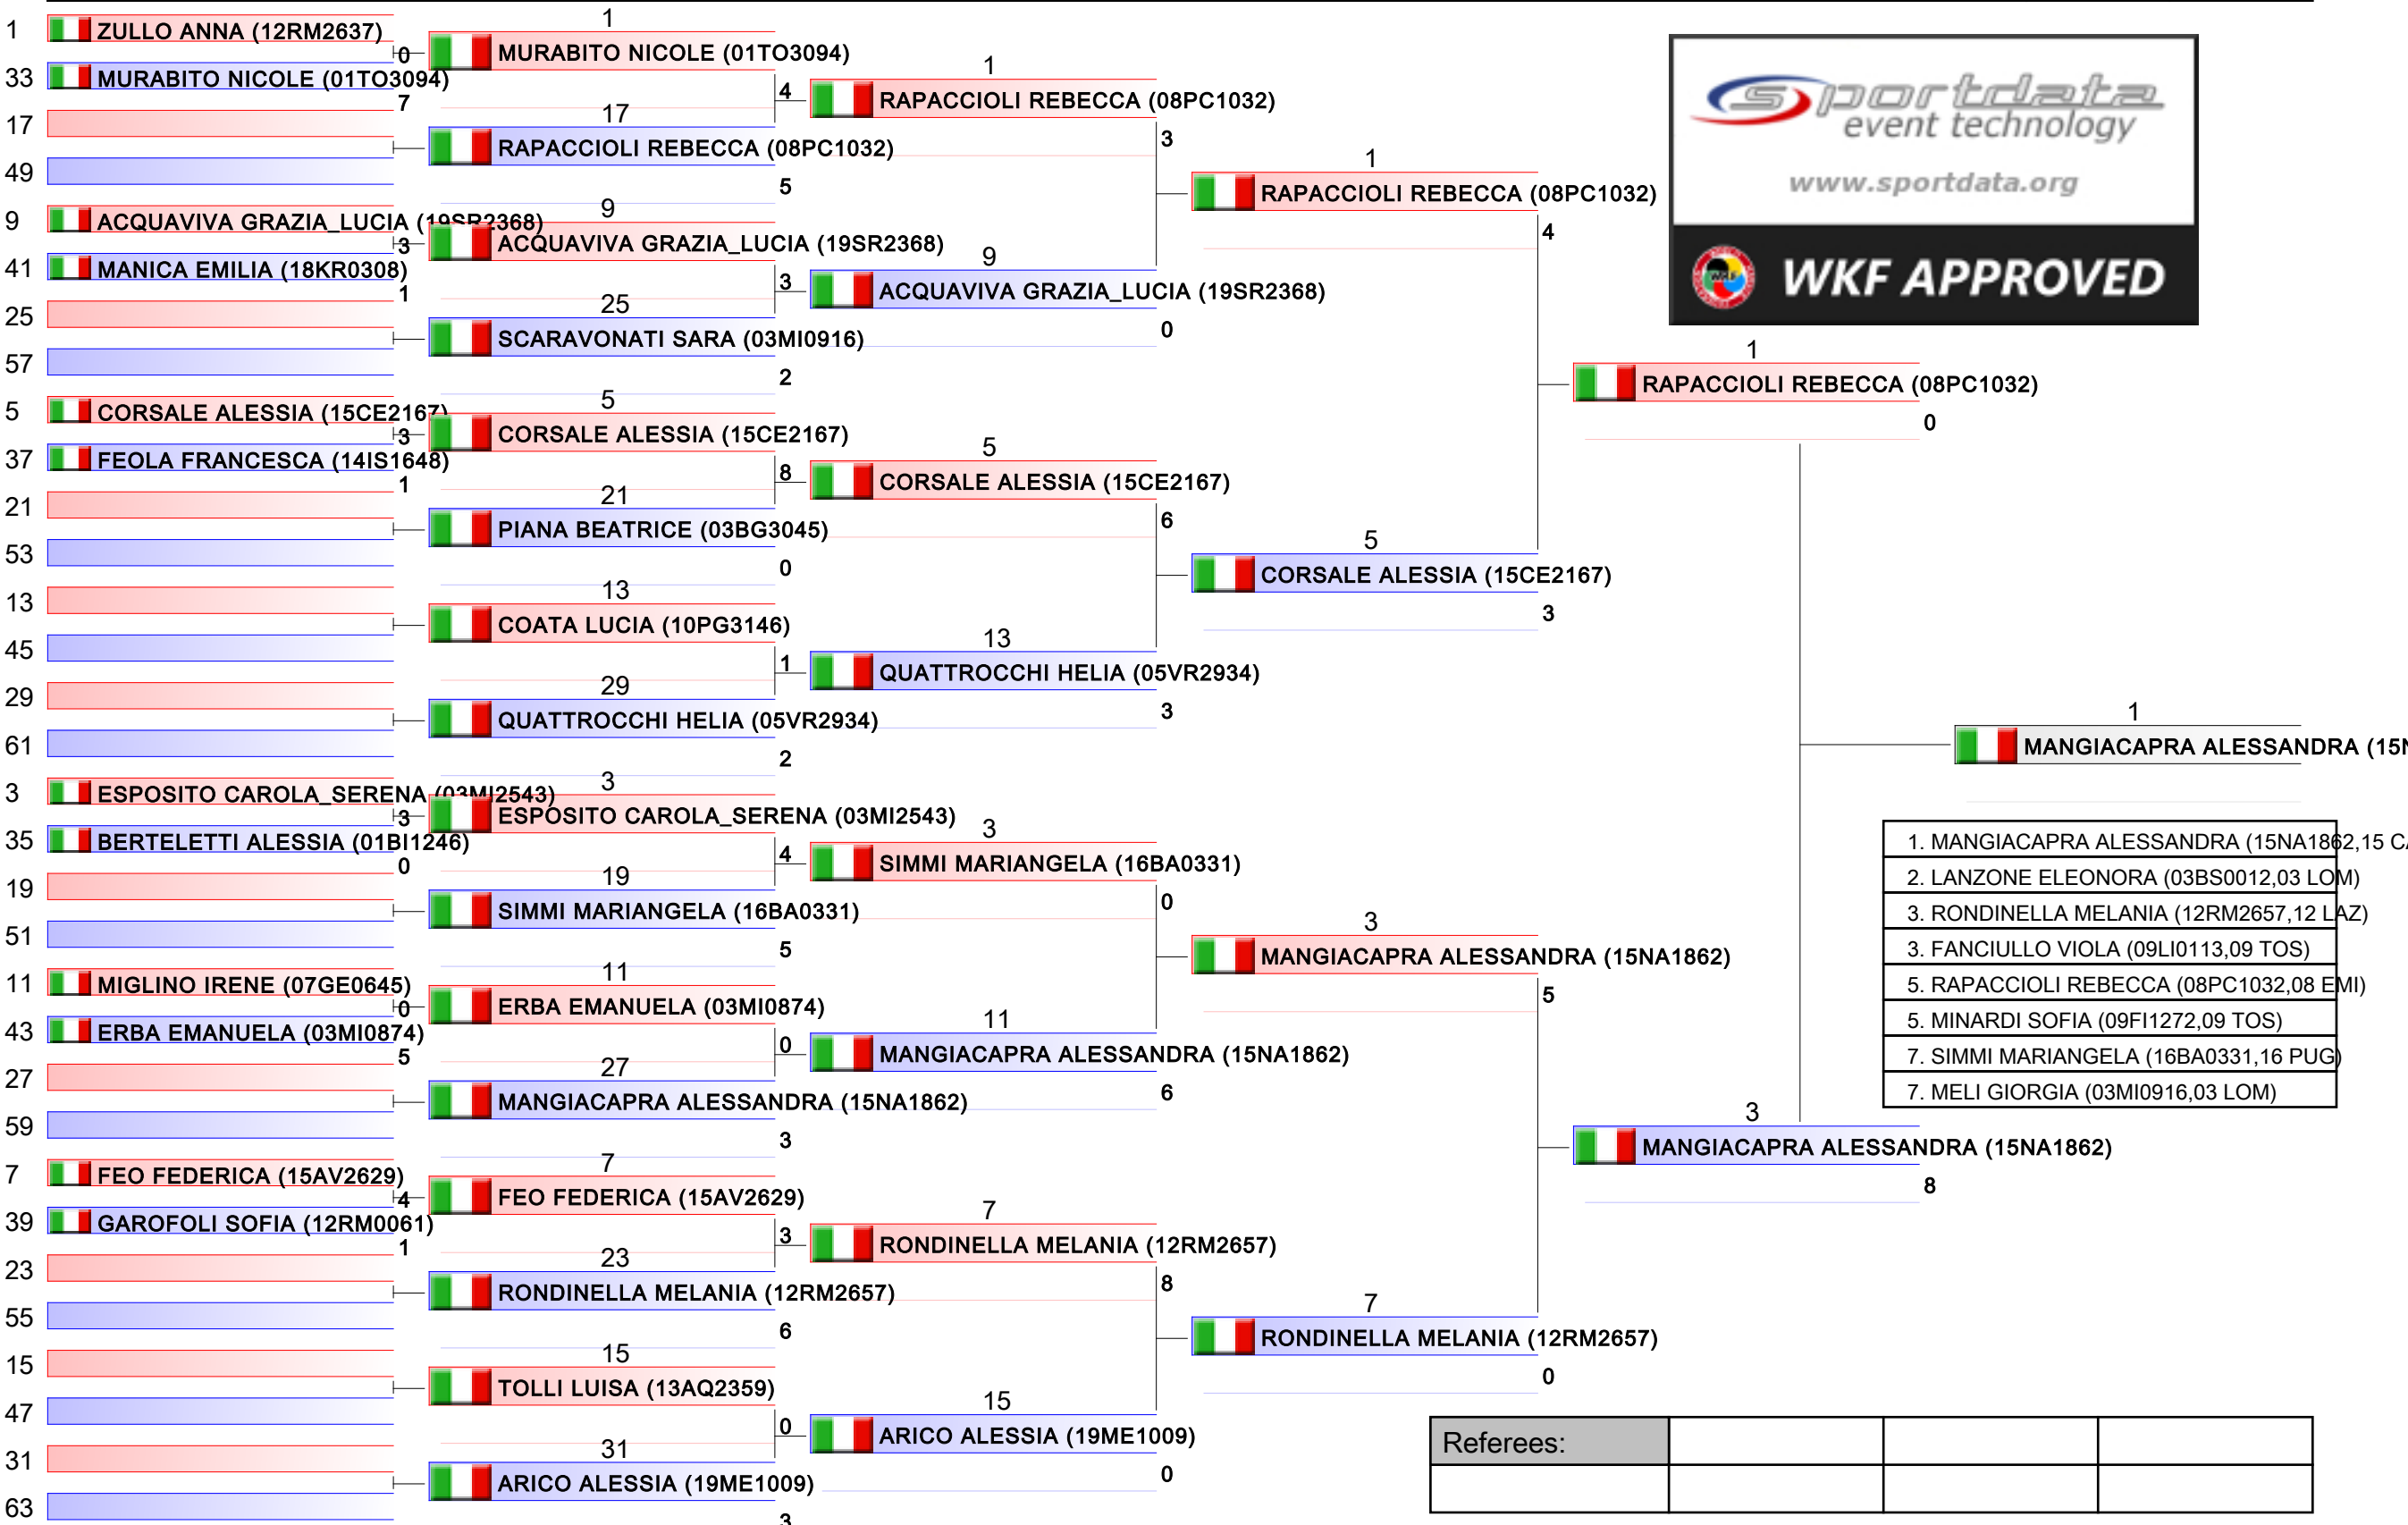 1 ZULLO ANNA (12RM2637)
0
33 MURABITO NICOLE (01TO3094)
7
17
49
9 ACQUAVIVA GRAZIA_LUCIA (19SR2368)
3
41 MANICA EMILIA (18KR0308)
1
25
57
5 CORSALE ALESSIA (15CE2167)
3
37 FEOLA FRANCESCA (14IS1648)
1
21
53
13
45
29
61
3 ESPOSITO CAROLA_SERENA (03MI2543)
3
35 BERTELETTI ALESSIA (01BI1246)
0
19
51
11 MIGLINO IRENE (07GE0645)
0
43 ERBA EMANUELA (03MI0874)
5
27
59
7 FEO FEDERICA (15AV2629)
4
39 GAROFOLI SOFIA (12RM0061)
1
23
55
15
47
31
63
1
MURABITO NICOLE (01TO3094)
4
17
RAPACCIOLI REBECCA (08PC1032)
5
9
ACQUAVIVA GRAZIA_LUCIA (19SR2368)
3
25
SCARAVONATI SARA (03MI0916)
2
5
CORSALE ALESSIA (15CE2167)
8
21
PIANA BEATRICE (03BG3045)
0
13
COATA LUCIA (10PG3146)
1
29
QUATTROCCHI HELIA (05VR2934)
2
3
ESPOSITO CAROLA_SERENA (03MI2543)
4
19
SIMMI MARIANGELA (16BA0331)
5
11
ERBA EMANUELA (03MI0874)
0
27
MANGIACAPRA ALESSANDRA (15NA1862)
3
7
FEO FEDERICA (15AV2629)
3
23
RONDINELLA MELANIA (12RM2657)
6
15
TOLLI LUISA (13AQ2359)
0
31
ARICO ALESSIA (19ME1009)
3
1
RAPACCIOLI REBECCA (08PC1032)
3
9
ACQUAVIVA GRAZIA_LUCIA (19SR2368)
0
5
CORSALE ALESSIA (15CE2167)
6
13
QUATTROCCHI HELIA (05VR2934)
3
3
SIMMI MARIANGELA (16BA0331)
0
11
MANGIACAPRA ALESSANDRA (15NA1862)
6
7
RONDINELLA MELANIA (12RM2657)
8
15
ARICO ALESSIA (19ME1009)
0
1
RAPACCIOLI REBECCA (08PC1032)
4
5
CORSALE ALESSIA (15CE2167)
3
3
MANGIACAPRA ALESSANDRA (15NA1862)
5
7
RONDINELLA MELANIA (12RM2657)
0
1
RAPACCIOLI REBECCA (08PC1032)
0
3
MANGIACAPRA ALESSANDRA (15NA1862)
8
1
MANGIACAPRA ALESSANDRA (15N
sportdata
event technology
www.sportdata.org
WKF
WKF APPROVED
1. MANGIACAPRA ALESSANDRA (15NA1862,15 CA
2. LANZONE ELEONORA (03BS0012,03 LOM)
3. RONDINELLA MELANIA (12RM2657,12 LAZ)
3. FANCIULLO VIOLA (09LI0113,09 TOS)
5. RAPACCIOLI REBECCA (08PC1032,08 EMI)
5. MINARDI SOFIA (09FI1272,09 TOS)
7. SIMMI MARIANGELA (16BA0331,16 PUG)
7. MELI GIORGIA (03MI0916,03 LOM)
Referees: